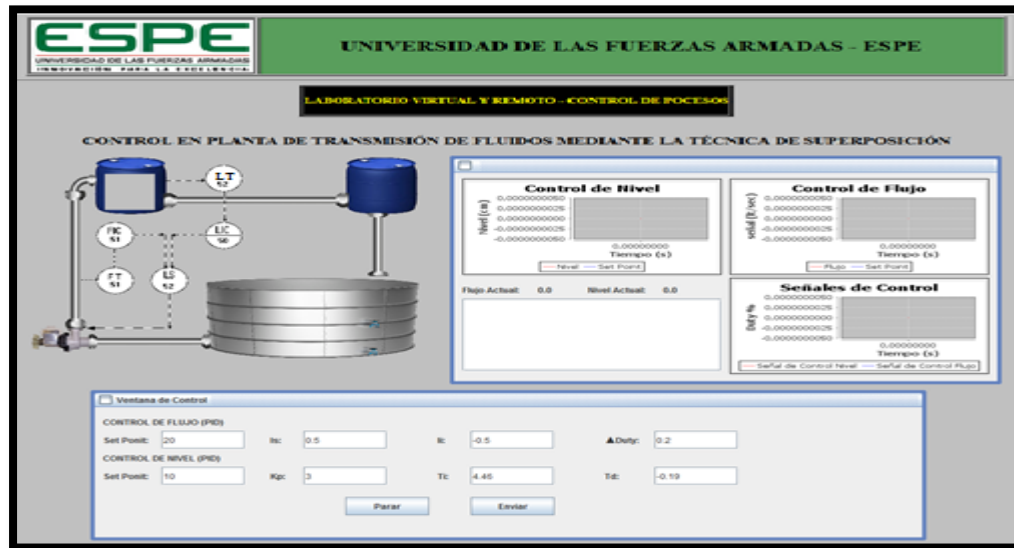 ESPE
UNIVERSIDAD DE LAS FUERZAS ARMADAS
INNOVACIÓN PARA LA EXCELENCIA
UNIVERSIDAD DE LAS FUERZAS ARMADAS - ESPE
LABORATORIO VIRTUAL Y REMOTO - CONTROL DE POCESOS
CONTROL EN PLANTA DE TRANSMISIÓN DE FLUIDOS MEDIANTE LA TÉCNICA DE SUPERPOSICIÓN
LT
52
FIC
51
LIC
50
FT
51
LS
52
Control de Nivel
Nivel (cm)
0.0000000050
0.0000000025
0.0000000000
-0.0000000025
-0.0000000050
0.00000000
Tiempo (s)
Nivel Set Point
Control de Flujo
señal (lt/sec)
0.0000000050
0.0000000025
0.0000000000
-0.0000000025
-0.0000000050
0.00000000
Tiempo (s)
Flujo Set Point
Flujo Actual: 0.0 Nivel Actual: 0.0
Señales de Control
Duty %
0.0000000050
0.0000000025
0.0000000000
-0.0000000025
-0.0000000050
0.00000000
Tiempo (s)
Señal de Control Nivel Señal de Control Flujo
Ventana de Control
CONTROL DE FLUJO (PID)
Set Ponit: 20 ls: 0.5 li: -0.5 ▲Duty: 0.2
CONTROL DE NIVEL (PID)
Set Ponit: 10 Kp: 3 Ti: 4.46 Td: -0.19
Parar Enviar